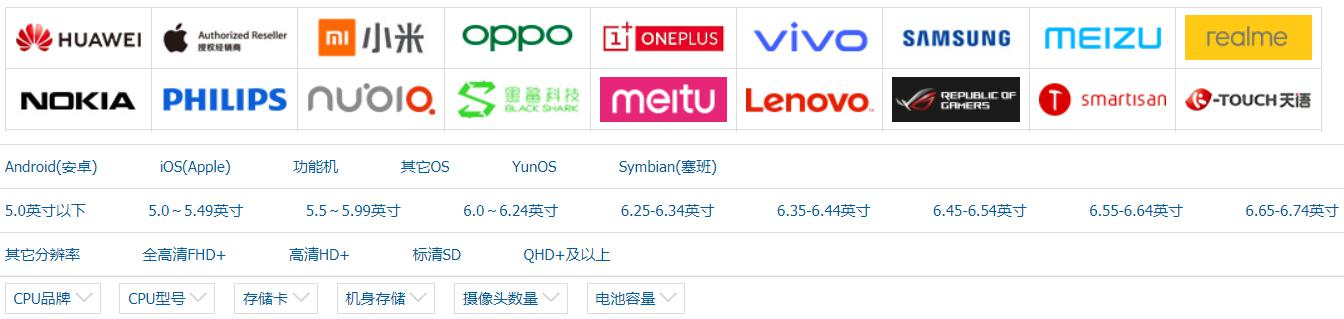 HUAWEI Authorized Reseller 授权经销商 小米 oppo 1+ ONEPLUS vivo SAMSUNG MEIZU realme
NOKIA PHILIPS nubia 黑鲨科技 BLACK SHARK meitu Lenovo REPUBLIC OF GAMERS T smartisan e-TOUCH天语
Android(安卓) iOS(Apple) 功能机 其它OS YunOS Symbian(塞班)
5.0英寸以下 5.0～5.49英寸 5.5～5.99英寸 6.0～6.24英寸 6.25-6.34英寸 6.35-6.44英寸 6.45-6.54英寸 6.55-6.64英寸 6.65-6.74英寸
其它分辨率 全高清FHD+ 高清HD+ 标清SD QHD+及以上
CPU品牌 CPU型号 存储卡 机身存储 摄像头数量 电池容量